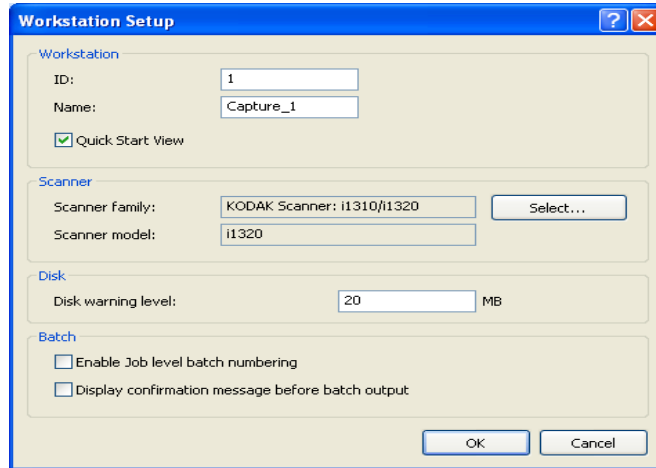 Workstation Setup
Workstation
ID: 1
Name: Capture_1
Quick Start View
Scanner
Scanner family: KODAK Scanner: i1310/i1320 Select...
Scanner model: i1320
Disk
Disk warning level: 20 MB
Batch
Enable Job level batch numbering
Display confirmation message before batch output
OK Cancel